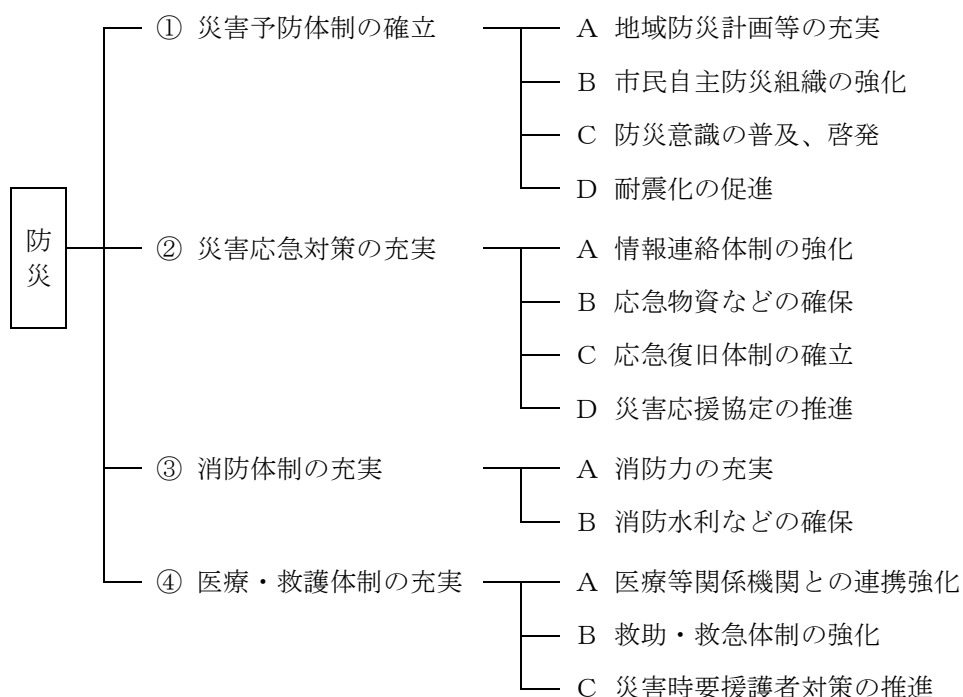 防災
① 災害予防体制の確立
A 地域防災計画等の充実
B 市民自主防災組織の強化
C 防災意識の普及、啓発
D 耐震化の促進
② 災害応急対策の充実
A 情報連絡体制の強化
B 応急物資などの確保
C 応急復旧体制の確立
D 災害応援協定の推進
③ 消防体制の充実
A 消防力の充実
B 消防水利などの確保
④ 医療・救護体制の充実
A 医療等関係機関との連携強化
B 救助・救急体制の強化
C 災害時要援護者対策の推進